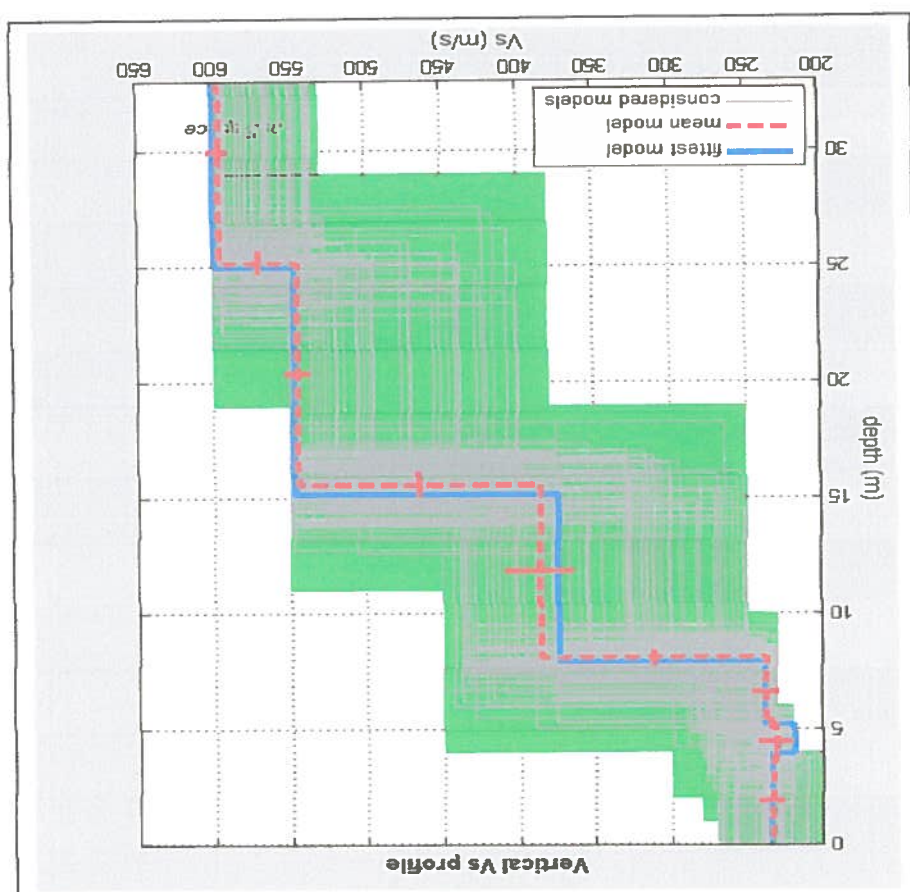 Vertical Vs profile
0
5
10
15
20
25
30
depth (m)
fittest model
mean model
considered models
200 250 300 350 400 450 500 550 600 650
Vs (m/s)